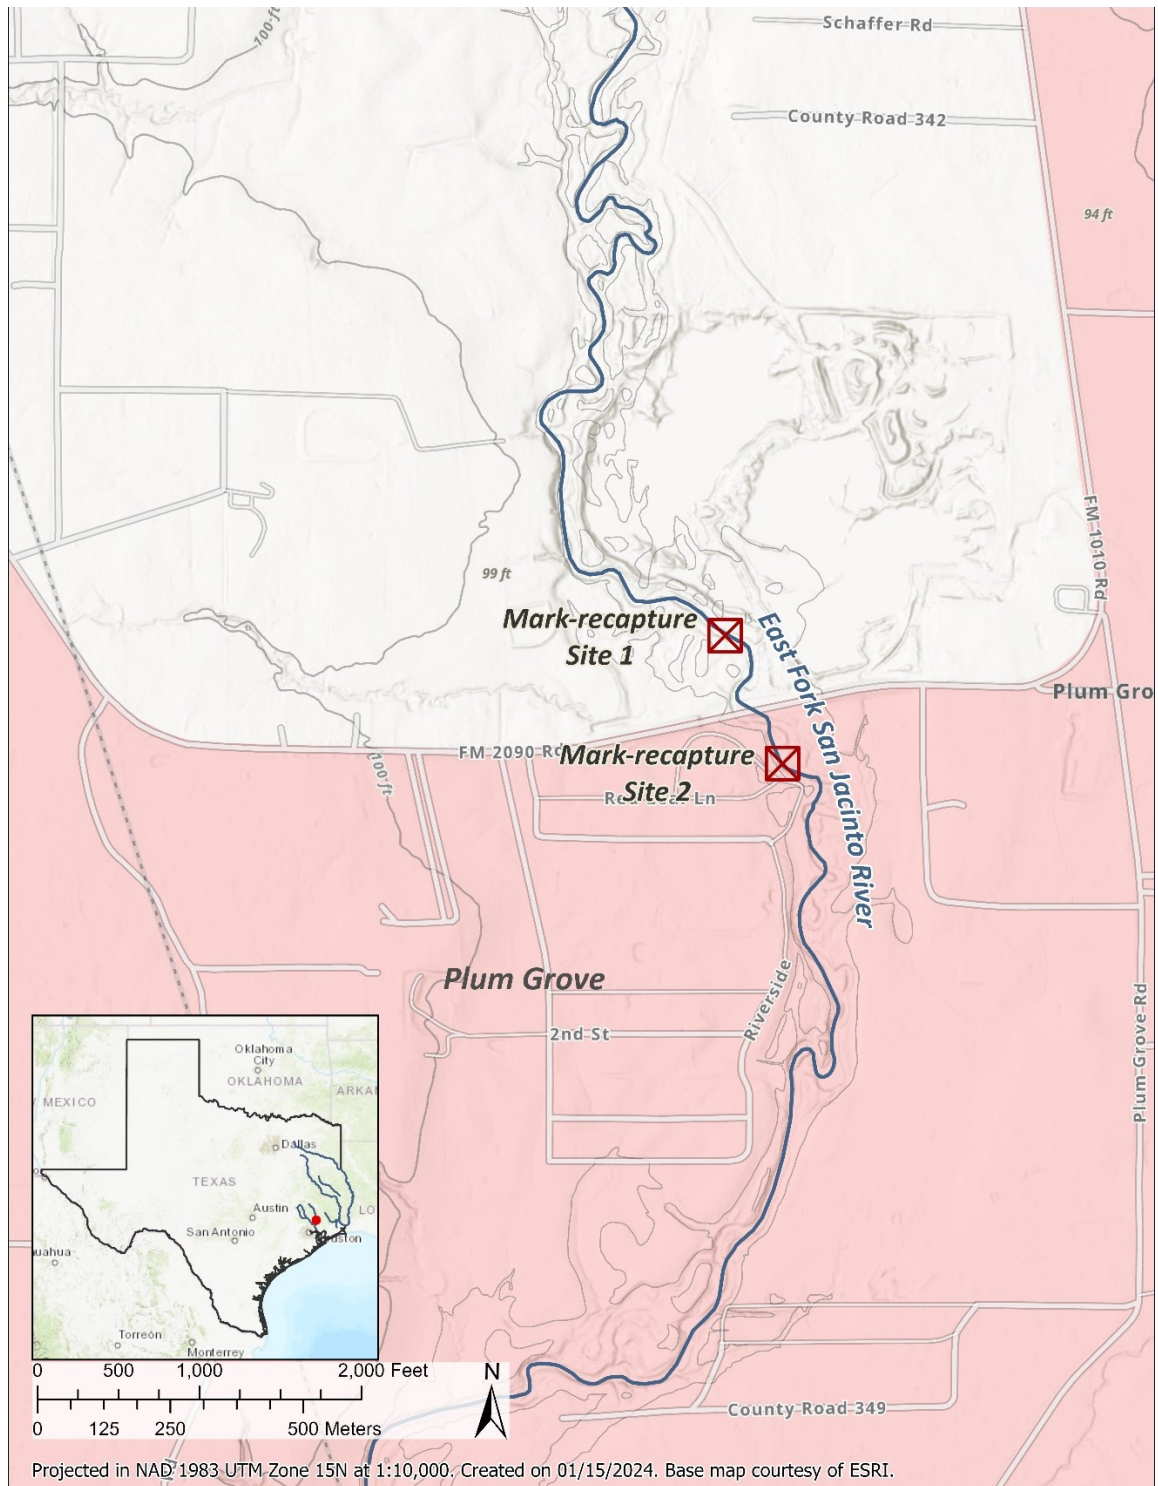 Schaffer Rd
100 ft
County Road 342
94 ft
FM 1010 Rd
99 ft
Mark-recapture
Site 1
East Fork San Jacinto River
Plum Gro
FM 2090 Rd
Mark-recapture
Site 2
Ln
100 ft
Plum Grove
Riverside
2nd St
Plum Grove Rd
Oklahoma
City
OKLAHOMA
ARKA
MEXICO
Dallas
TEXAS
Austin
LO
San Antonio
uston
uahua
Torreón
Monterrey
0 500 1,000 2,000 Feet
N
0 125 250 500 Meters
County Road 349
Projected in NAD 1983 UTM Zone 15N at 1:10,000. Created on 01/15/2024. Base map courtesy of ESRI.